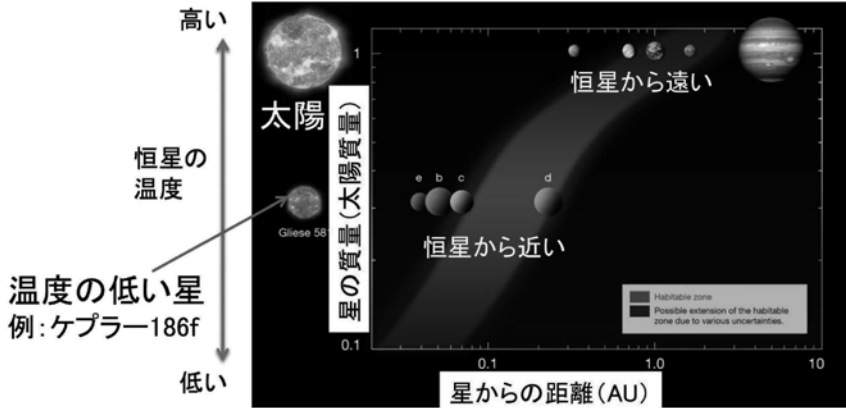 高い
恒星の
温度
低い
温度の低い星
例：ケプラー186f
太陽
Gliese 581
星の質量(太陽質量)
1
0.1
恒星から遠い
e b c d
恒星から近い
Habitable zone
Possible extension of the habitable
zone due to various uncertainties.
0.1 1.0 10
星からの距離(AU)